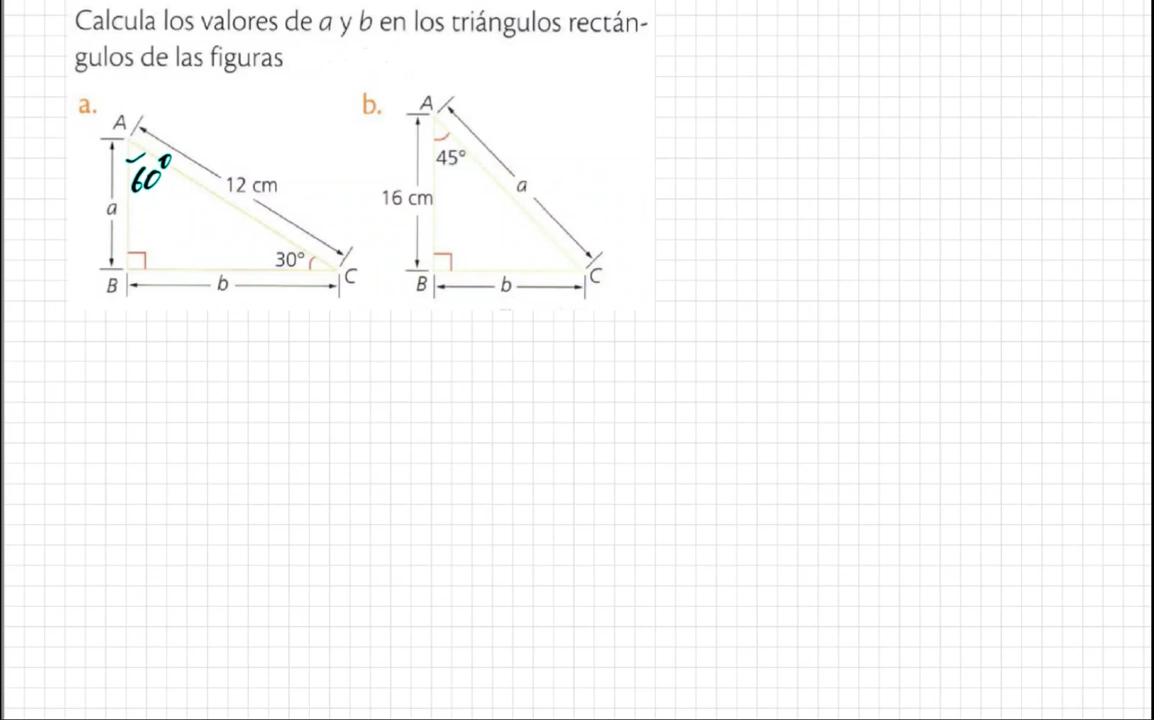 Calcula los valores de a y b en los triángulos rectán-
gulos de las figuras
a.
A
60°
12 cm
a
30°
B
b
C
b.
A
45°
a
16 cm
B
b
C